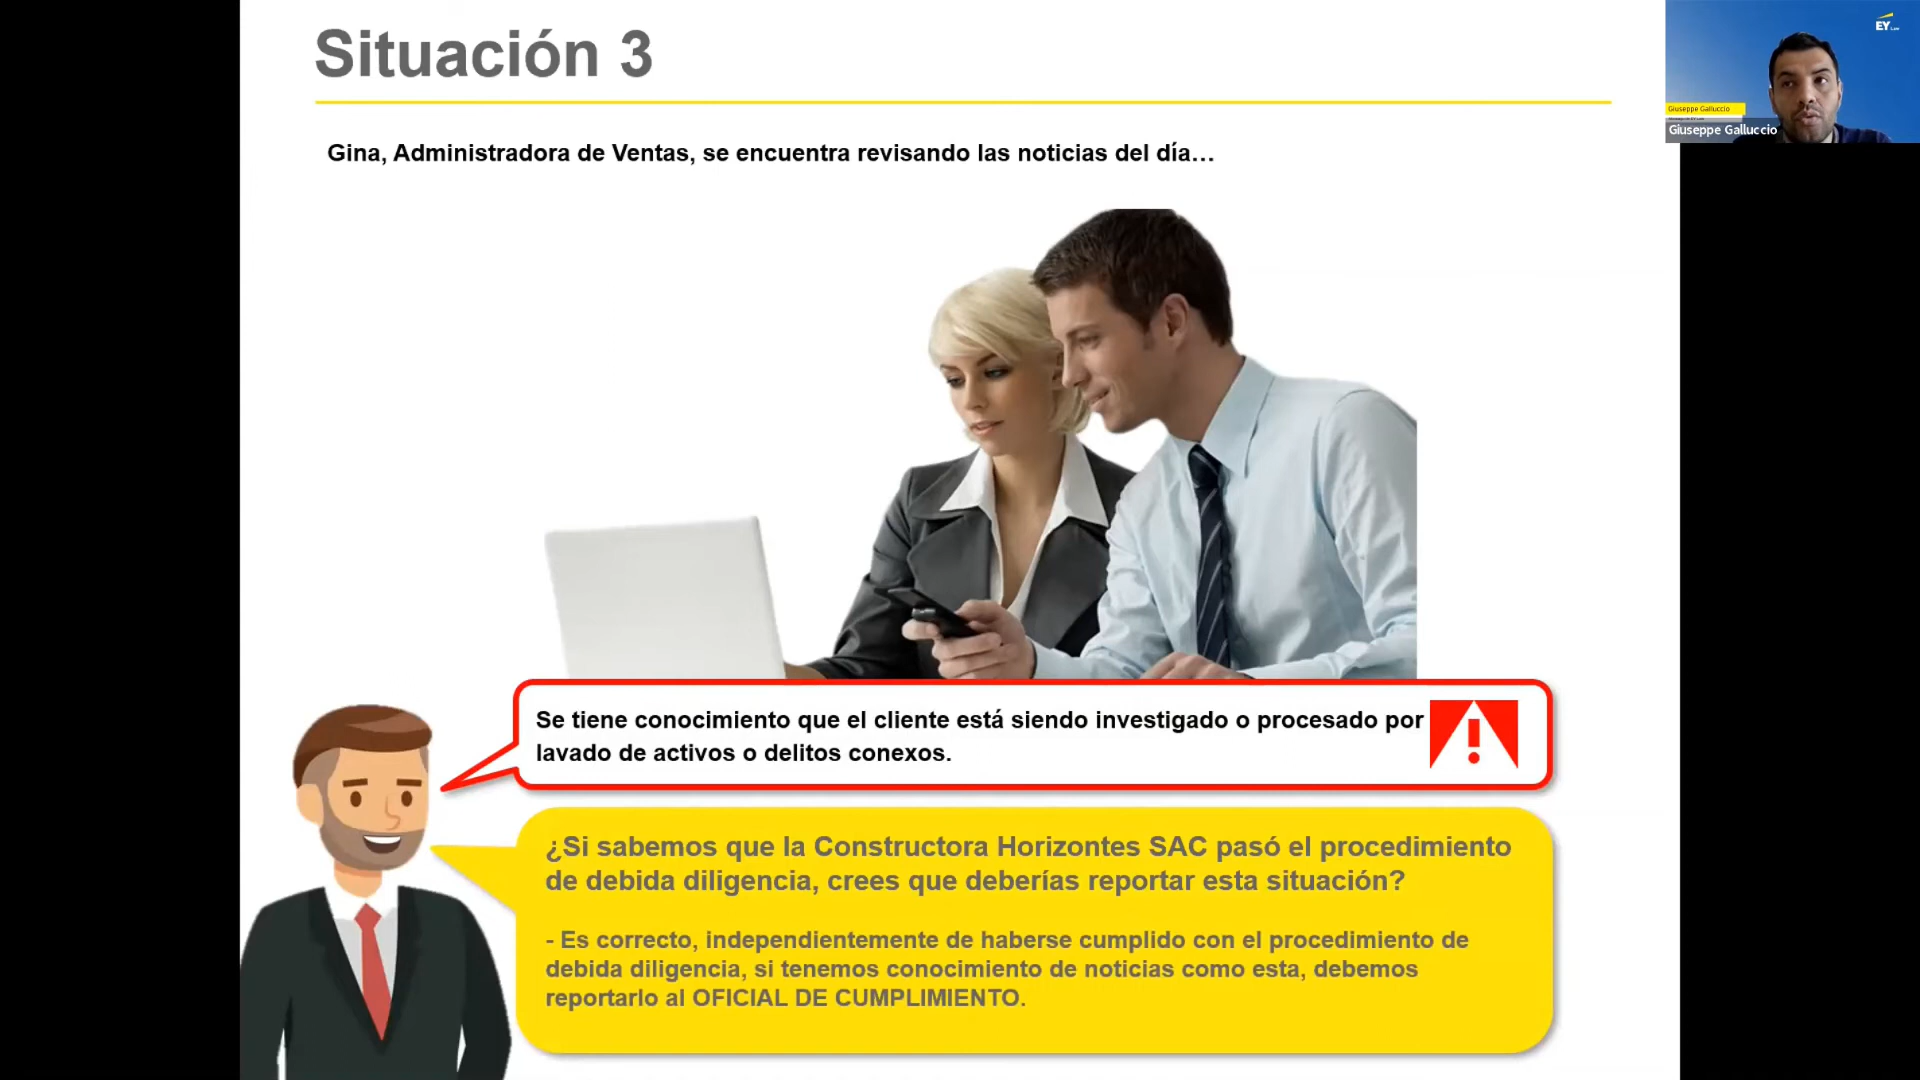 Situación 3
EY
Giuseppe Galluccio
Giuseppe Galluccio
Gina, Administradora de Ventas, se encuentra revisando las noticias del día…
Se tiene conocimiento que el cliente está siendo investigado o procesado por
lavado de activos o delitos conexos.
¿Si sabemos que la Constructora Horizontes SAC pasó el procedimiento
de debida diligencia, crees que deberías reportar esta situación?
- Es correcto, independientemente de haberse cumplido con el procedimiento de
debida diligencia, si tenemos conocimiento de noticias como esta, debemos
reportarlo al OFICIAL DE CUMPLIMIENTO.